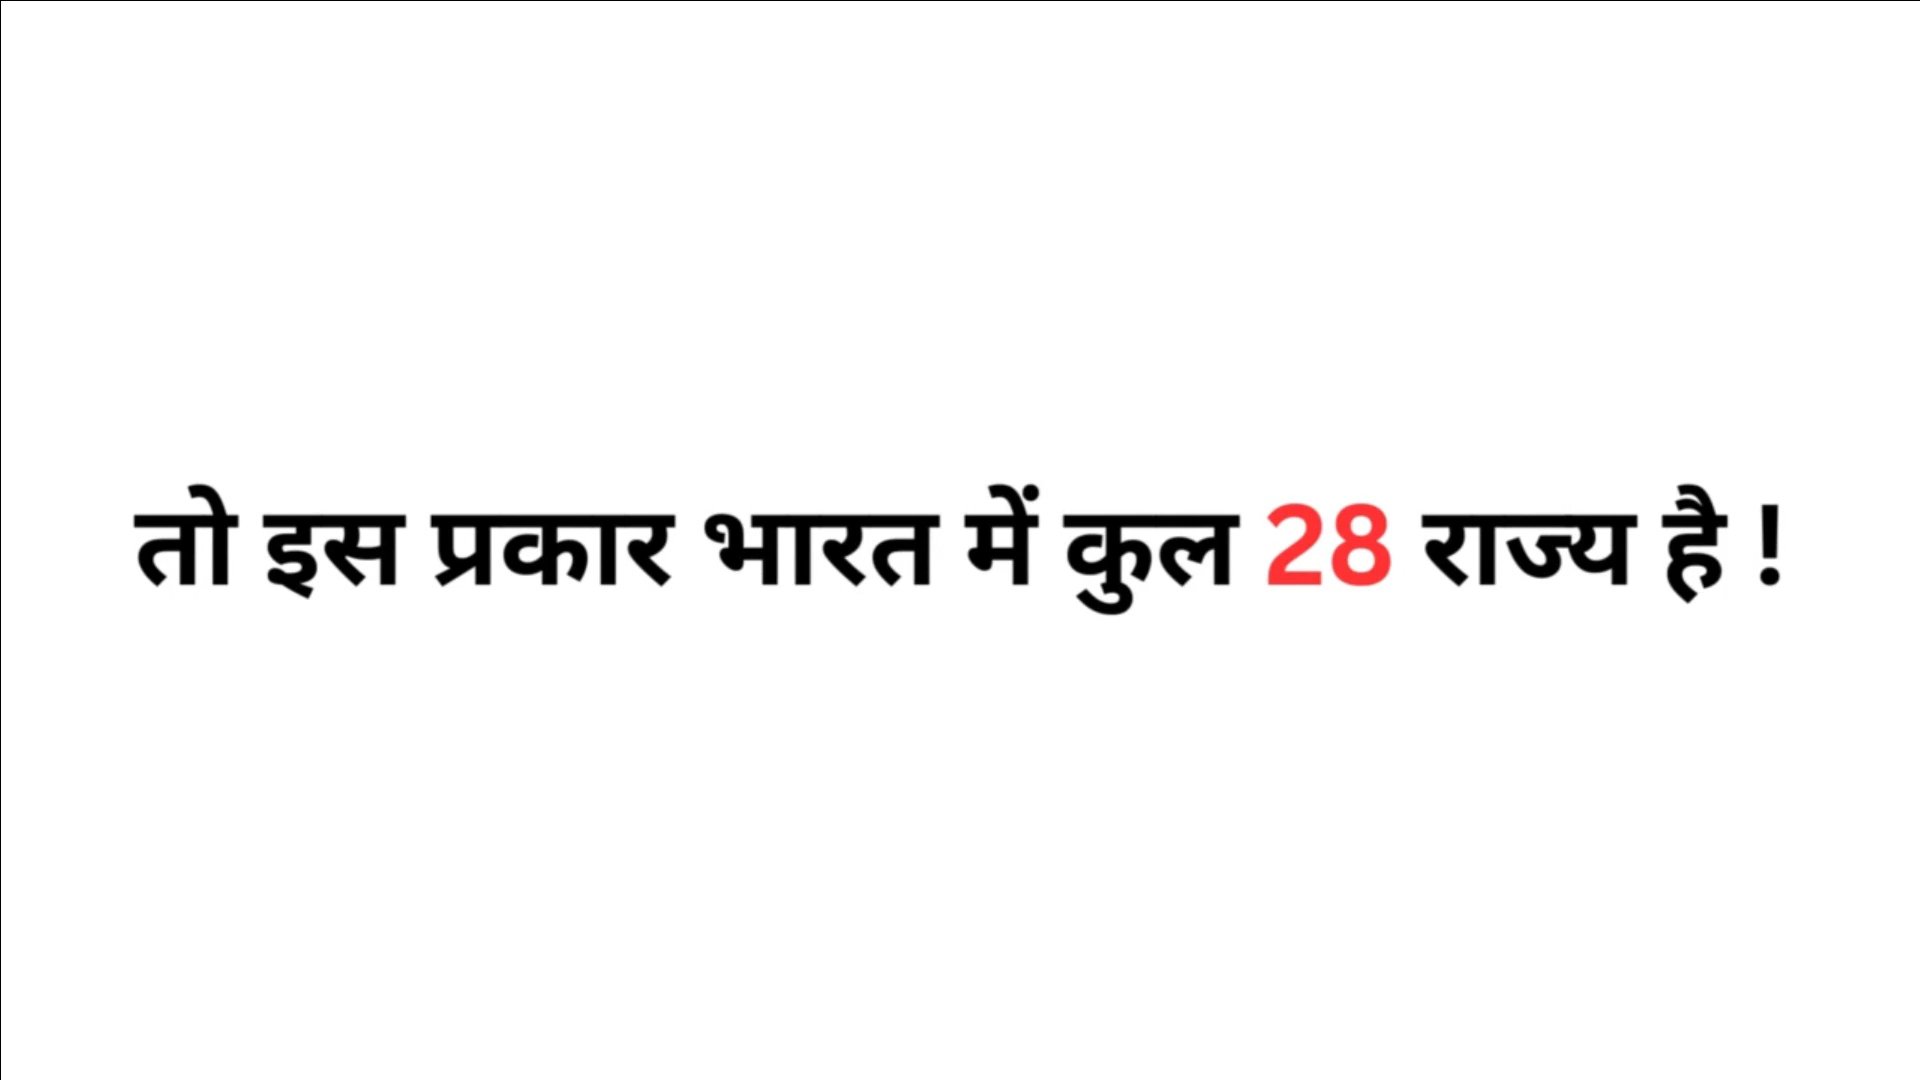 तो इस प्रकार भारत में कुल 28 राज्य है !